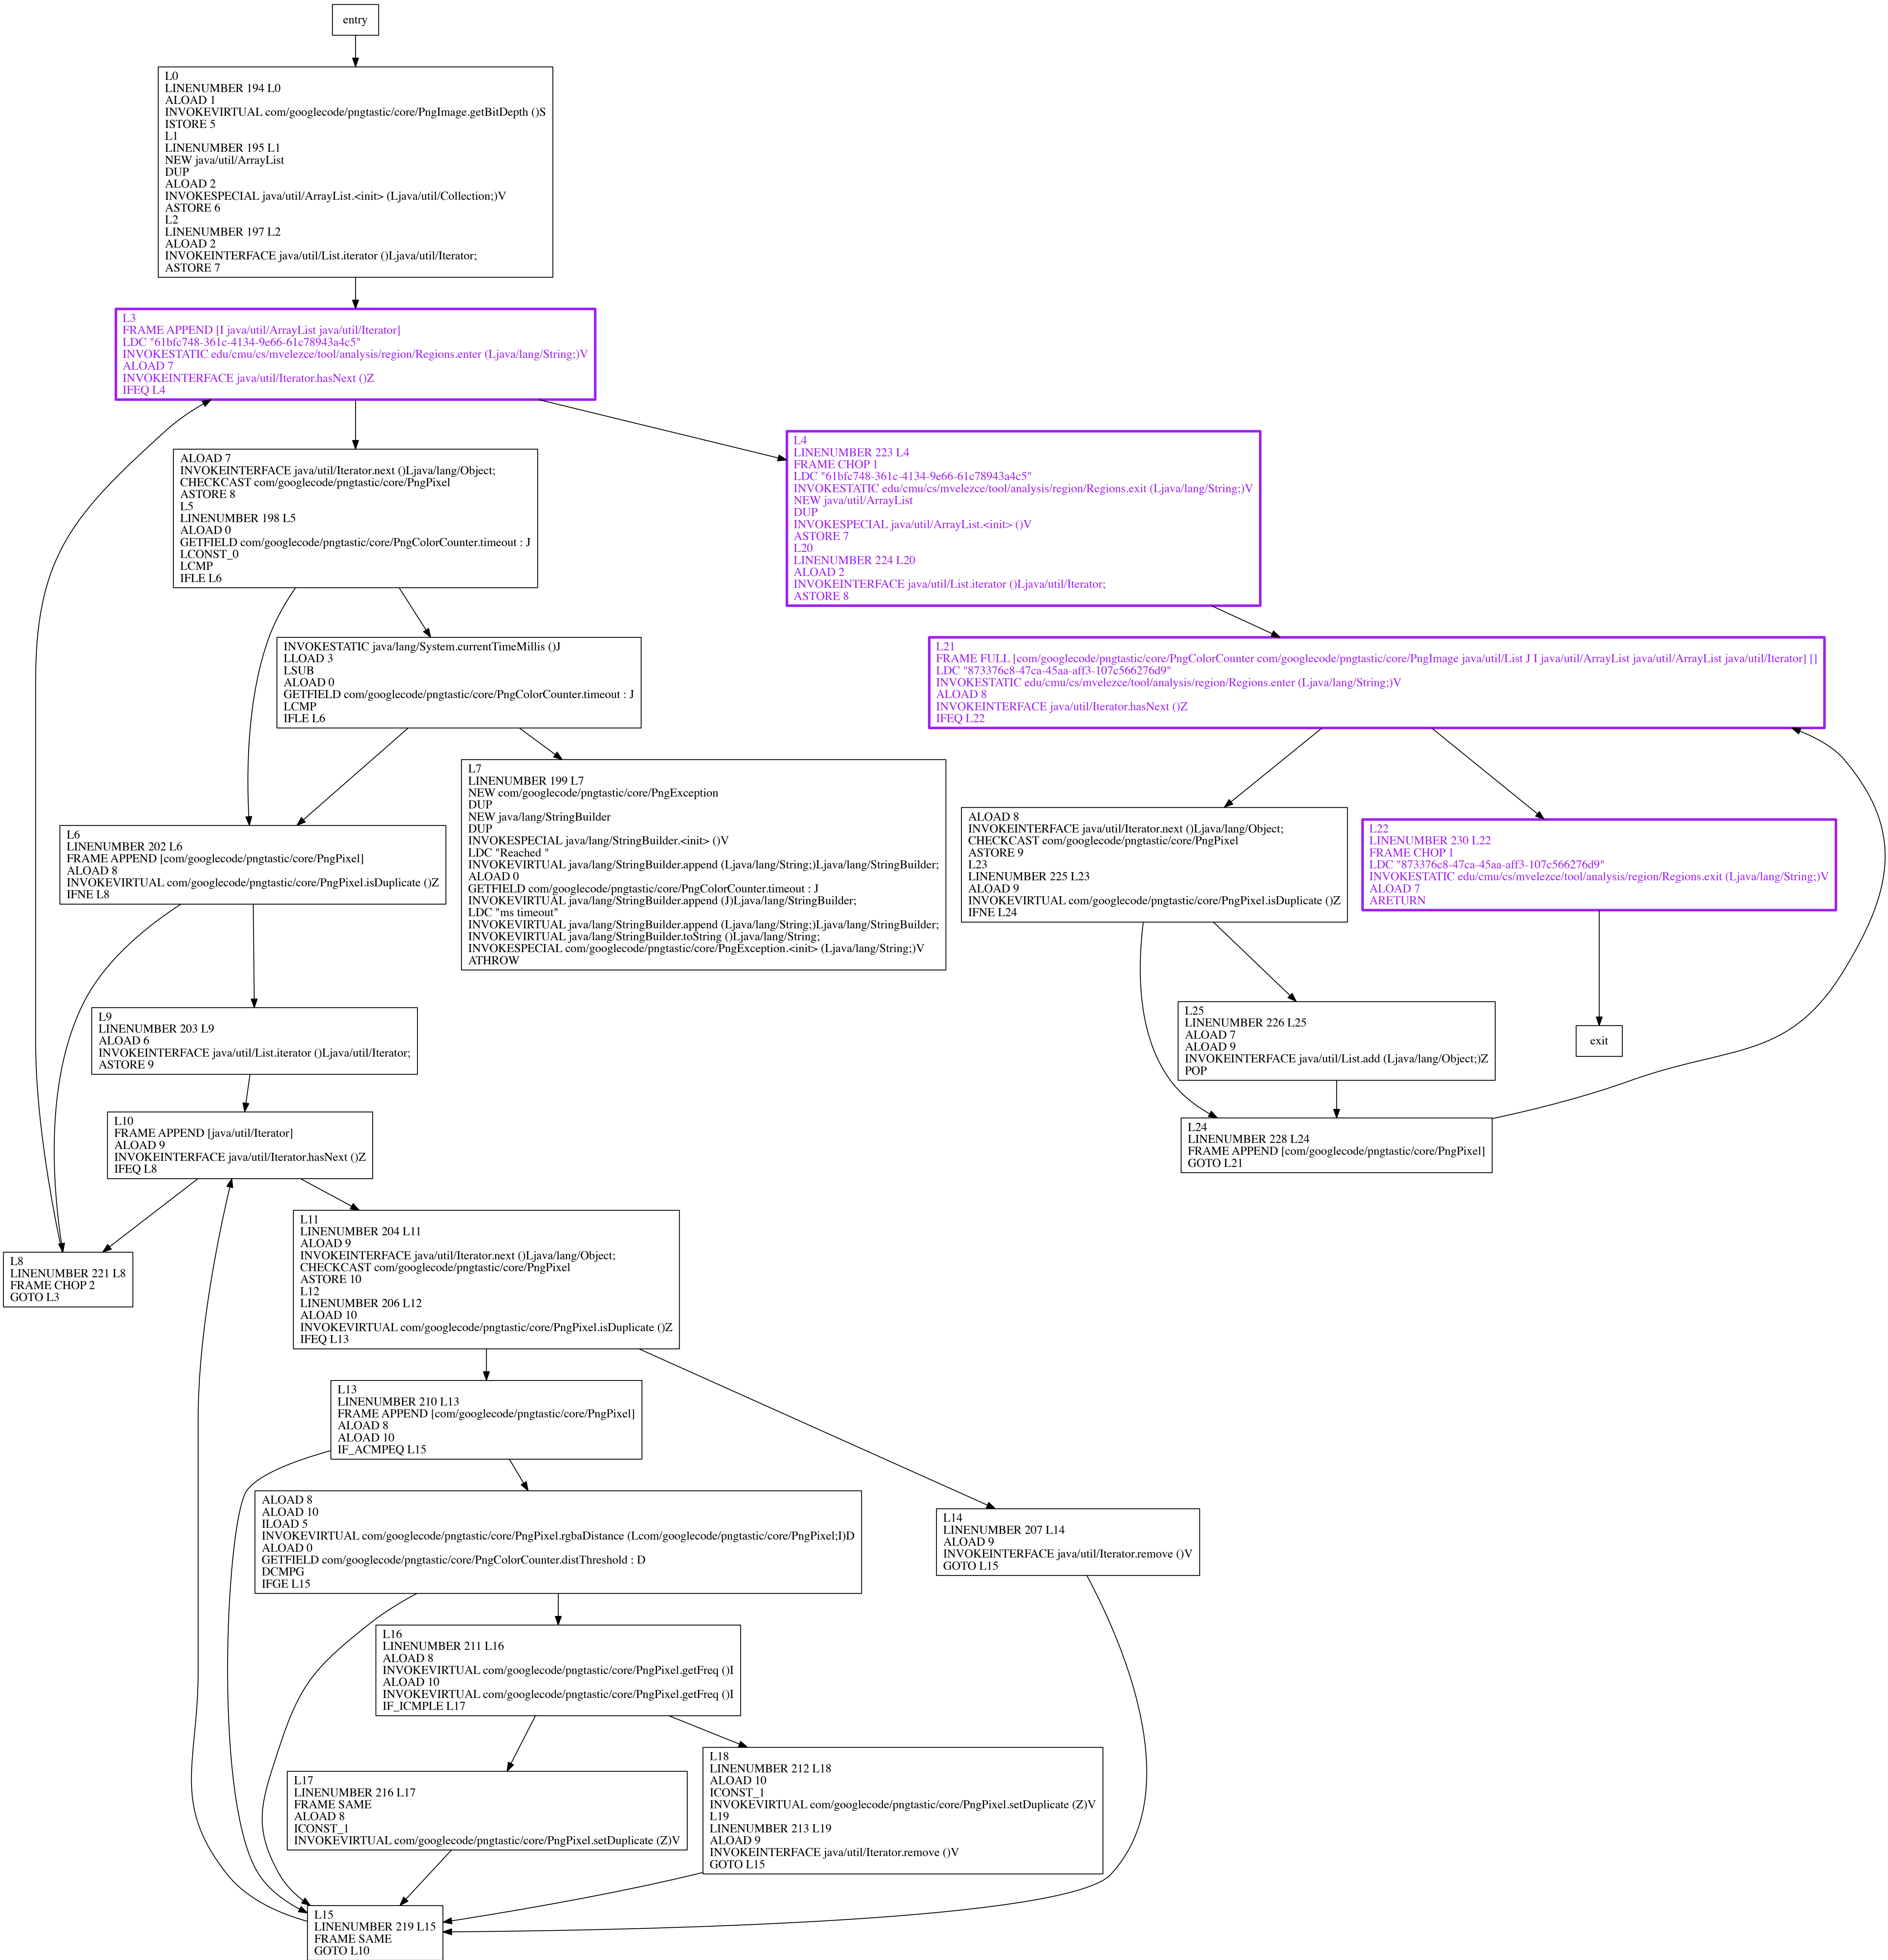 entry
L0
LINENUMBER 194 L0
ALOAD 1
INVOKEVIRTUAL com/googlecode/pngtastic/core/PngImage.getBitDepth ()S
ISTORE 5
L1
LINENUMBER 195 L1
NEW java/util/ArrayList
DUP
ALOAD 2
INVOKESPECIAL java/util/ArrayList.<init> (Ljava/util/Collection;)V
ASTORE 6
L2
LINENUMBER 197 L2
ALOAD 2
INVOKEINTERFACE java/util/List.iterator ()Ljava/util/Iterator;
ASTORE 7
L3
FRAME APPEND [I java/util/ArrayList java/util/Iterator]
LDC "61bfc748-361c-4134-9e66-61c78943a4c5"
INVOKESTATIC edu/cmu/cs/mvelezce/tool/analysis/region/Regions.enter (Ljava/lang/String;)V
ALOAD 7
INVOKEINTERFACE java/util/Iterator.hasNext ()Z
IFEQ L4
ALOAD 7
INVOKEINTERFACE java/util/Iterator.next ()Ljava/lang/Object;
CHECKCAST com/googlecode/pngtastic/core/PngPixel
ASTORE 8
L5
LINENUMBER 198 L5
ALOAD 0
GETFIELD com/googlecode/pngtastic/core/PngColorCounter.timeout : J
LCONST_0
LCMP
IFLE L6
L4
LINENUMBER 223 L4
FRAME CHOP 1
LDC "61bfc748-361c-4134-9e66-61c78943a4c5"
INVOKESTATIC edu/cmu/cs/mvelezce/tool/analysis/region/Regions.exit (Ljava/lang/String;)V
NEW java/util/ArrayList
DUP
INVOKESPECIAL java/util/ArrayList.<init> ()V
ASTORE 7
L20
LINENUMBER 224 L20
ALOAD 2
INVOKEINTERFACE java/util/List.iterator ()Ljava/util/Iterator;
ASTORE 8
INVOKESTATIC java/lang/System.currentTimeMillis ()J
LLOAD 3
LSUB
ALOAD 0
GETFIELD com/googlecode/pngtastic/core/PngColorCounter.timeout : J
LCMP
IFLE L6
L21
FRAME FULL [com/googlecode/pngtastic/core/PngColorCounter com/googlecode/pngtastic/core/PngImage java/util/List J I java/util/ArrayList java/util/ArrayList java/util/Iterator] []
LDC "873376c8-47ca-45aa-aff3-107c566276d9"
INVOKESTATIC edu/cmu/cs/mvelezce/tool/analysis/region/Regions.enter (Ljava/lang/String;)V
ALOAD 8
INVOKEINTERFACE java/util/Iterator.hasNext ()Z
IFEQ L22
L7
LINENUMBER 199 L7
NEW com/googlecode/pngtastic/core/PngException
DUP
NEW java/lang/StringBuilder
DUP
INVOKESPECIAL java/lang/StringBuilder.<init> ()V
LDC "Reached "
INVOKEVIRTUAL java/lang/StringBuilder.append (Ljava/lang/String;)Ljava/lang/StringBuilder;
ALOAD 0
GETFIELD com/googlecode/pngtastic/core/PngColorCounter.timeout : J
INVOKEVIRTUAL java/lang/StringBuilder.append (J)Ljava/lang/StringBuilder;
LDC "ms timeout"
INVOKEVIRTUAL java/lang/StringBuilder.append (Ljava/lang/String;)Ljava/lang/StringBuilder;
INVOKEVIRTUAL java/lang/StringBuilder.toString ()Ljava/lang/String;
INVOKESPECIAL com/googlecode/pngtastic/core/PngException.<init> (Ljava/lang/String;)V
ATHROW
L6
LINENUMBER 202 L6
FRAME APPEND [com/googlecode/pngtastic/core/PngPixel]
ALOAD 8
INVOKEVIRTUAL com/googlecode/pngtastic/core/PngPixel.isDuplicate ()Z
IFNE L8
ALOAD 8
INVOKEINTERFACE java/util/Iterator.next ()Ljava/lang/Object;
CHECKCAST com/googlecode/pngtastic/core/PngPixel
ASTORE 9
L23
LINENUMBER 225 L23
ALOAD 9
INVOKEVIRTUAL com/googlecode/pngtastic/core/PngPixel.isDuplicate ()Z
IFNE L24
L22
LINENUMBER 230 L22
FRAME CHOP 1
LDC "873376c8-47ca-45aa-aff3-107c566276d9"
INVOKESTATIC edu/cmu/cs/mvelezce/tool/analysis/region/Regions.exit (Ljava/lang/String;)V
ALOAD 7
ARETURN
L9
LINENUMBER 203 L9
ALOAD 6
INVOKEINTERFACE java/util/List.iterator ()Ljava/util/Iterator;
ASTORE 9
L25
LINENUMBER 226 L25
ALOAD 7
ALOAD 9
INVOKEINTERFACE java/util/List.add (Ljava/lang/Object;)Z
POP
exit
L10
FRAME APPEND [java/util/Iterator]
ALOAD 9
INVOKEINTERFACE java/util/Iterator.hasNext ()Z
IFEQ L8
L24
LINENUMBER 228 L24
FRAME APPEND [com/googlecode/pngtastic/core/PngPixel]
GOTO L21
L8
LINENUMBER 221 L8
FRAME CHOP 2
GOTO L3
L11
LINENUMBER 204 L11
ALOAD 9
INVOKEINTERFACE java/util/Iterator.next ()Ljava/lang/Object;
CHECKCAST com/googlecode/pngtastic/core/PngPixel
ASTORE 10
L12
LINENUMBER 206 L12
ALOAD 10
INVOKEVIRTUAL com/googlecode/pngtastic/core/PngPixel.isDuplicate ()Z
IFEQ L13
L13
LINENUMBER 210 L13
FRAME APPEND [com/googlecode/pngtastic/core/PngPixel]
ALOAD 8
ALOAD 10
IF_ACMPEQ L15
ALOAD 8
ALOAD 10
ILOAD 5
INVOKEVIRTUAL com/googlecode/pngtastic/core/PngPixel.rgbaDistance (Lcom/googlecode/pngtastic/core/PngPixel;I)D
ALOAD 0
GETFIELD com/googlecode/pngtastic/core/PngColorCounter.distThreshold : D
DCMPG
IFGE L15
L14
LINENUMBER 207 L14
ALOAD 9
INVOKEINTERFACE java/util/Iterator.remove ()V
GOTO L15
L16
LINENUMBER 211 L16
ALOAD 8
INVOKEVIRTUAL com/googlecode/pngtastic/core/PngPixel.getFreq ()I
ALOAD 10
INVOKEVIRTUAL com/googlecode/pngtastic/core/PngPixel.getFreq ()I
IF_ICMPLE L17
L17
LINENUMBER 216 L17
FRAME SAME
ALOAD 8
ICONST_1
INVOKEVIRTUAL com/googlecode/pngtastic/core/PngPixel.setDuplicate (Z)V
L18
LINENUMBER 212 L18
ALOAD 10
ICONST_1
INVOKEVIRTUAL com/googlecode/pngtastic/core/PngPixel.setDuplicate (Z)V
L19
LINENUMBER 213 L19
ALOAD 9
INVOKEINTERFACE java/util/Iterator.remove ()V
GOTO L15
L15
LINENUMBER 219 L15
FRAME SAME
GOTO L10